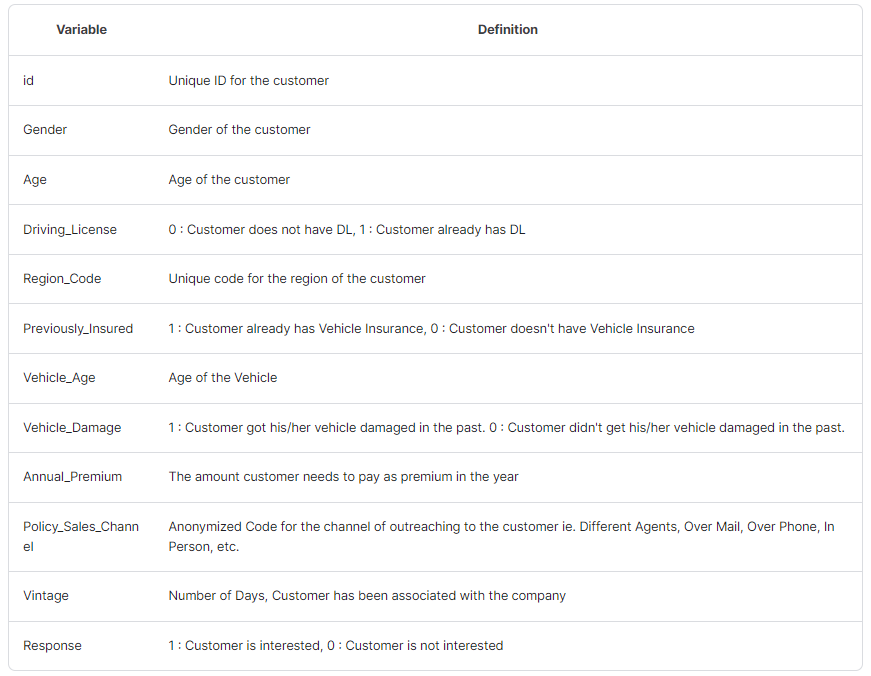 Variable Definition
id Unique ID for the customer
Gender Gender of the customer
Age Age of the customer
Driving_License 0 : Customer does not have DL, 1 : Customer already has DL
Region_Code Unique code for the region of the customer
Previously_Insured 1 : Customer already has Vehicle Insurance, 0 : Customer doesn't have Vehicle Insurance
Vehicle_Age Age of the Vehicle
Vehicle_Damage 1 : Customer got his/her vehicle damaged in the past. 0 : Customer didn't get his/her vehicle damaged in the past.
Annual_Premium The amount customer needs to pay as premium in the year
Policy_Sales_Chann Anonymized Code for the channel of outreaching to the customer ie. Different Agents, Over Mail, Over Phone, In
el Person, etc.
Vintage Number of Days, Customer has been associated with the company
Response 1 : Customer is interested, 0 : Customer is not interested